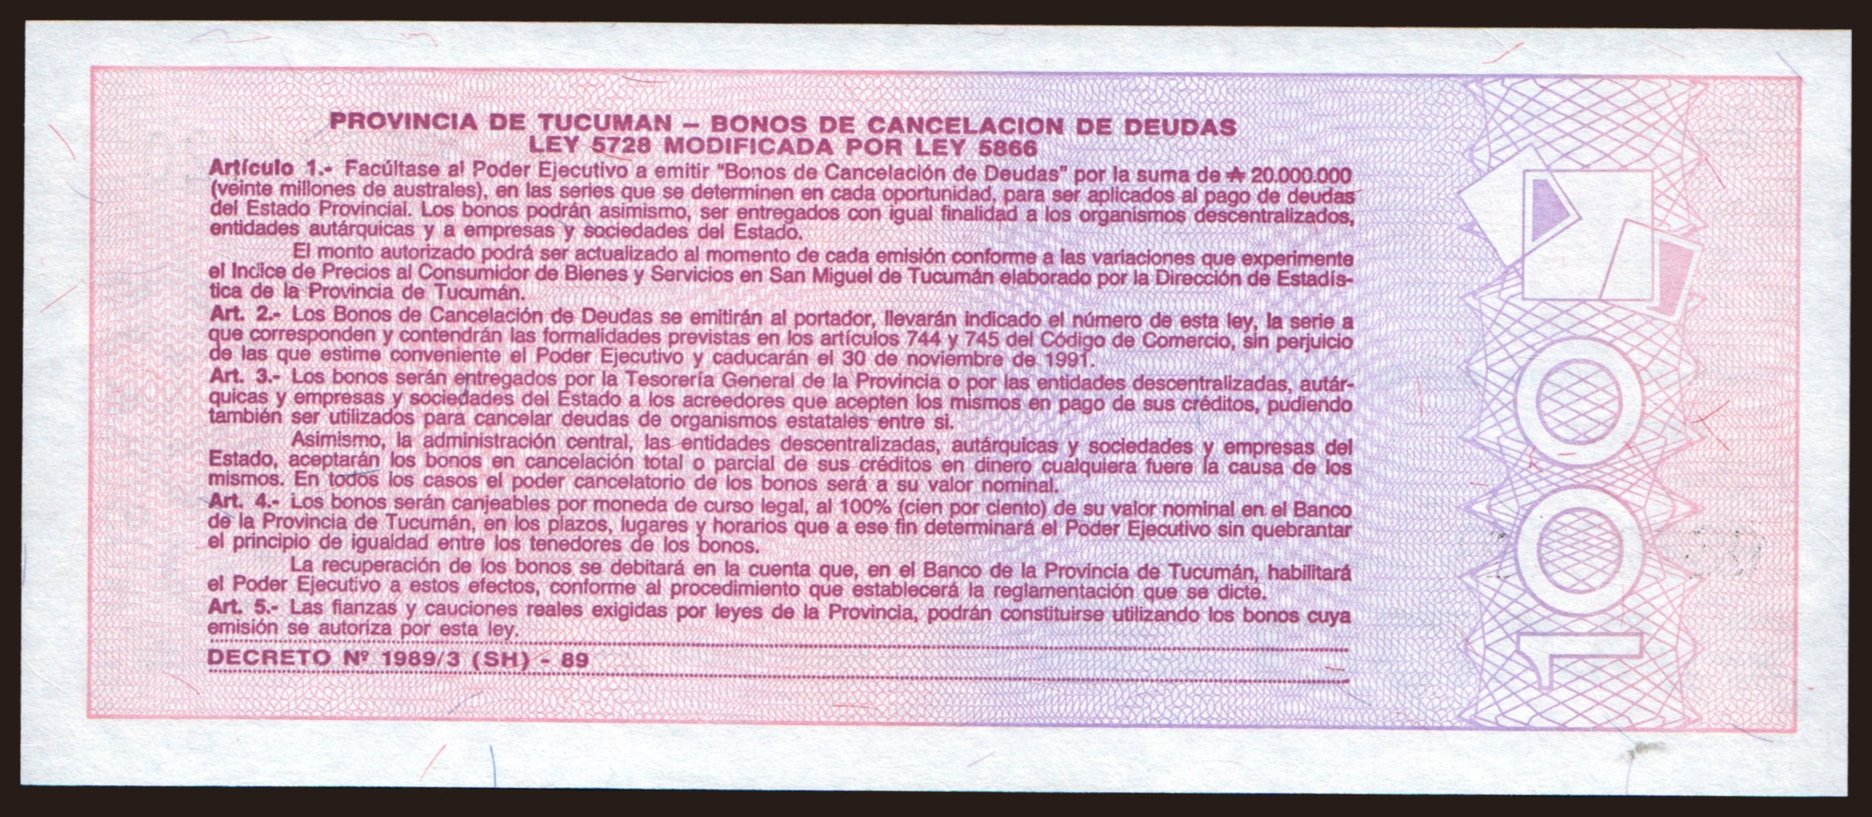 PROVINCIA DE TUCUMAN – BONOS DE CANCELACION DE DEUDAS
LEY 5728 MODIFICADA POR LEY 5866
Artículo 1.- Facúltase al Poder Ejecutivo a emitir "Bonos de Cancelación de Deudas" por la suma de ₳ 20.000.000
(veinte millones de australes), en las series que se determinen en cada oportunidad, para ser aplicados al pago de deudas
del Estado Provincial. Los bonos podrán asimismo, ser entregados con igual finalidad a los organismos descentralizados,
entidades autárquicas y a empresas y sociedades del Estado.
El monto autorizado podrá ser actualizado al momento de cada emisión conforme a las variaciones que experimente
el Indice de Precios al Consumidor de Bienes y Servicios en San Miguel de Tucumán elaborado por la Dirección de Estadís-
tica de la Provincia de Tucumán.
Art. 2.- Los Bonos de Cancelación de Deudas se emitirán al portador, llevarán indicado el número de esta ley, la serie a
que corresponden y contendrán las formalidades previstas en los artículos 744 y 745 del Código de Comercio, sin perjuicio
de las que estime conveniente el Poder Ejecutivo y caducarán el 30 de noviembre de 1991.
Art. 3.- Los bonos serán entregados por la Tesorería General de la Provincia o por las entidades descentralizadas, autár-
quicas y empresas y sociedades del Estado a los acreedores que acepten los mismos en pago de sus créditos, pudiendo
también ser utilizados para cancelar deudas de organismos estatales entre si.
Asimismo, la administración central, las entidades descentralizadas, autárquicas y sociedades y empresas del
Estado, aceptarán los bonos en cancelación total o parcial de sus créditos en dinero cualquiera fuere la causa de los
mismos. En todos los casos el poder cancelatorio de los bonos será a su valor nominal.
Art. 4.- Los bonos serán canjeables por moneda de curso legal, al 100% (cien por ciento) de su valor nominal en el Banco
de la Provincia de Tucumán, en los plazos, lugares y horarios que a ese fin determinará el Poder Ejecutivo sin quebrantar
el principio de igualdad entre los tenedores de los bonos.
La recuperación de los bonos se debitará en la cuenta que, en el Banco de la Provincia de Tucumán, habilitará
el Poder Ejecutivo a estos efectos, conforme al procedimiento que establecerá la reglamentación que se dicte.
Art. 5.- Las fianzas y cauciones reales exigidas por leyes de la Provincia, podrán constituirse utilizando los bonos cuya
emisión se autoriza por esta ley.
DECRETO Nº 1989/3 (SH) - 89
100